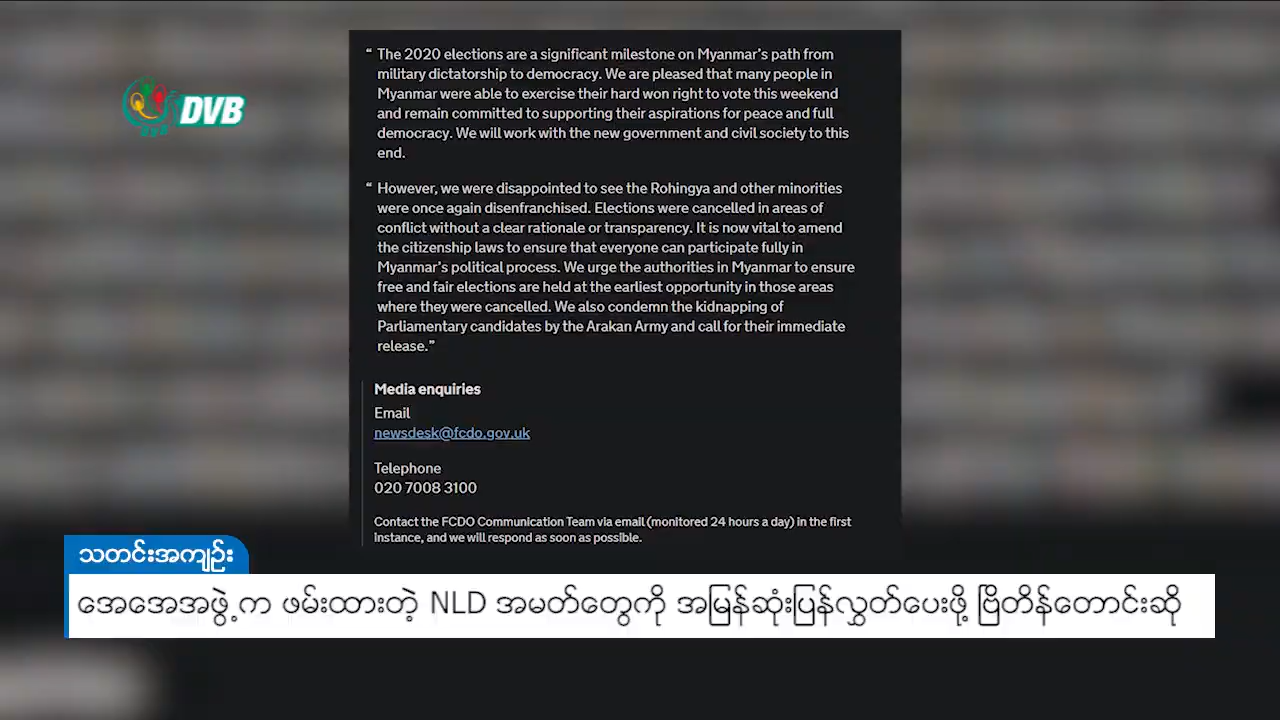 “ The 2020 elections are a significant milestone on Myanmar’s path from
military dictatorship to democracy. We are pleased that many people in
Myanmar were able to exercise their hard won right to vote this weekend
and remain committed to supporting their aspirations for peace and full
democracy. We will work with the new government and civil society to this
end.
“ However, we were disappointed to see the Rohingya and other minorities
were once again disenfranchised. Elections were cancelled in areas of
conflict without a clear rationale or transparency. It is now vital to amend
the citizenship laws to ensure that everyone can participate fully in
Myanmar’s political process. We urge the authorities in Myanmar to ensure
free and fair elections are held at the earliest opportunity in those areas
where they were cancelled. We also condemn the kidnapping of
Parliamentary candidates by the Arakan Army and call for their immediate
release.”
DVB
DVB
Media enquiries
Email
newsdesk@fcdo.gov.uk
Telephone
020 7008 3100
Contact the FCDO Communication Team via email (monitored 24 hours a day) in the first
instance, and we will respond as soon as possible.
သတင်းအကျဉ်း
အေအေအဖွဲ့က ဖမ်းထားတဲ့ NLD အမတ်တွေကို အမြန်ဆုံးပြန်လွှတ်ပေးဖို့ ဗြိတိန်တောင်းဆို